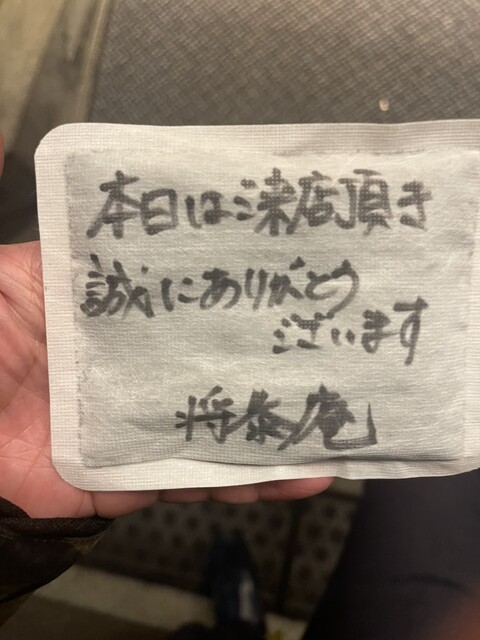 本日はご来店頂き
誠にありがとう
ございます
将泰庵